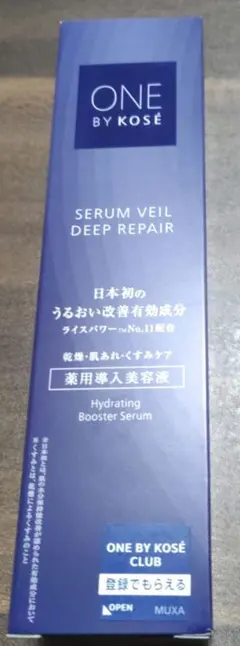 ONE
BY KOSÉ
SERUM VEIL
DEEP REPAIR
日本初の
うるおい改善有効成分
ライスパワー™No.11配合
乾燥・肌あれ・くすみケア
薬用導入美容液
Hydrating
Booster Serum
ONE BY KOSÉ
CLUB
登録でもらえる
OPEN
MUXA